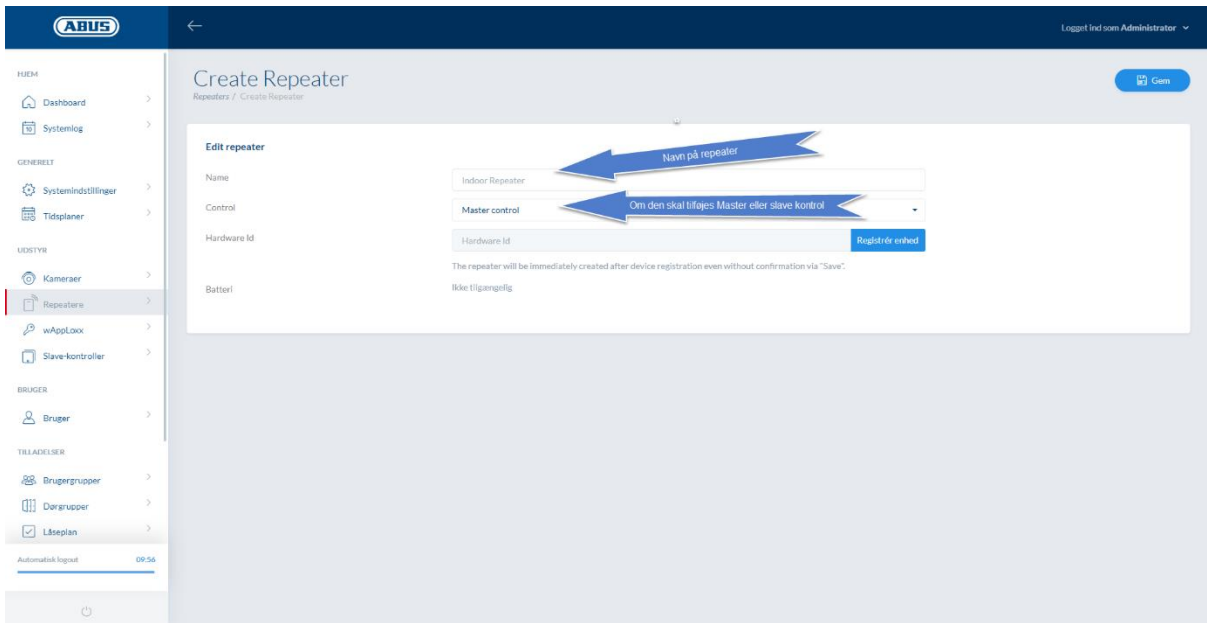 ABUS
Logget ind som Administrator
HJEM
Dashboard
Systemlog
GENERELT
Systemindstillinger
Tidsplaner
UDSTYR
Kameraer
Repeatere
wAppLoxx
Slave-kontroller
BRUGER
Bruger
TILLADELSER
Brugergrupper
Dørgrupper
Låseplan
Automatisk logout 09:56
Create Repeater
Repeaters / Create Repeater
Gem
Edit repeater
Navn på repeater
Name
Indoor Repeater
Control
Master control
Om den skal tilføjes Master eller slave kontrol
Hardware Id
Hardware Id
Registrér enhed
The repeater will be immediately created after device registration even without confirmation via "Save".
Batteri
Ikke tilgængelig